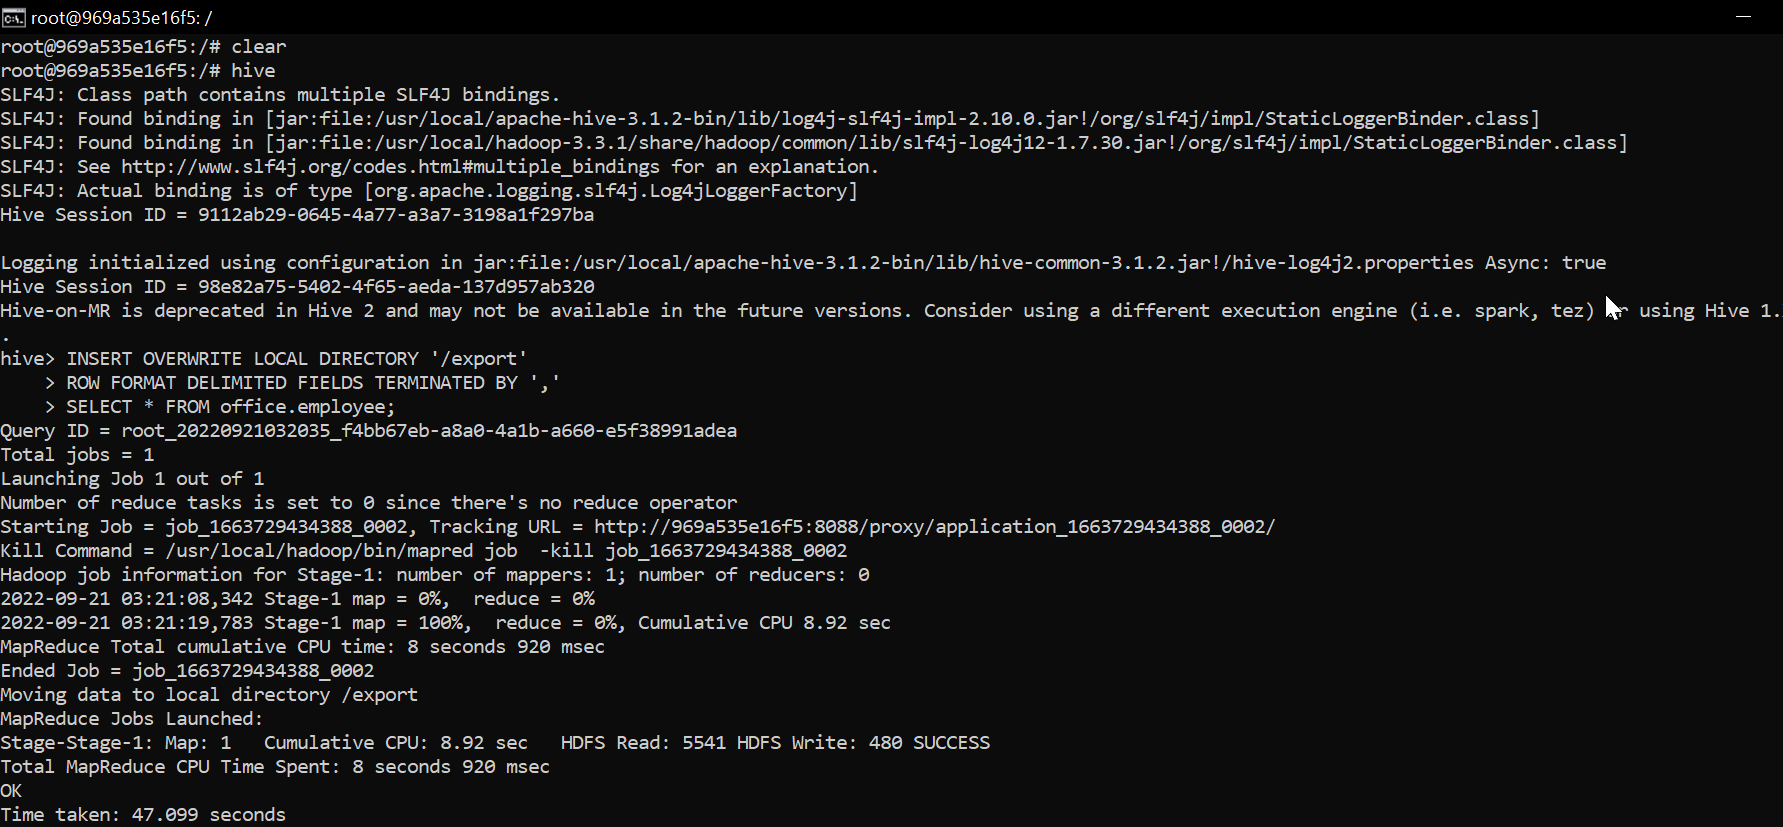 root@969a535e16f5: /
root@969a535e16f5:/# clear
root@969a535e16f5:/# hive
SLF4J: Class path contains multiple SLF4J bindings.
SLF4J: Found binding in [jar:file:/usr/local/apache-hive-3.1.2-bin/lib/log4j-slf4j-impl-2.10.0.jar!/org/slf4j/impl/StaticLoggerBinder.class]
SLF4J: Found binding in [jar:file:/usr/local/hadoop-3.3.1/share/hadoop/common/lib/slf4j-log4j12-1.7.30.jar!/org/slf4j/impl/StaticLoggerBinder.class]
SLF4J: See http://www.slf4j.org/codes.html#multiple_bindings for an explanation.
SLF4J: Actual binding is of type [org.apache.logging.slf4j.Log4jLoggerFactory]
Hive Session ID = 9112ab29-0645-4a77-a3a7-3198a1f297ba
Logging initialized using configuration in jar:file:/usr/local/apache-hive-3.1.2-bin/lib/hive-common-3.1.2.jar!/hive-log4j2.properties Async: true
Hive Session ID = 98e82a75-5402-4f65-aeda-137d957ab320
Hive-on-MR is deprecated in Hive 2 and may not be available in the future versions. Consider using a different execution engine (i.e. spark, tez) using Hive 1.
.
hive> INSERT OVERWRITE LOCAL DIRECTORY '/export'
    > ROW FORMAT DELIMITED FIELDS TERMINATED BY ','
    > SELECT * FROM office.employee;
Query ID = root_20220921032035_f4bb67eb-a8a0-4a1b-a660-e5f38991adea
Total jobs = 1
Launching Job 1 out of 1
Number of reduce tasks is set to 0 since there's no reduce operator
Starting Job = job_1663729434388_0002, Tracking URL = http://969a535e16f5:8088/proxy/application_1663729434388_0002/
Kill Command = /usr/local/hadoop/bin/mapred job  -kill job_1663729434388_0002
Hadoop job information for Stage-1: number of mappers: 1; number of reducers: 0
2022-09-21 03:21:08,342 Stage-1 map = 0%,  reduce = 0%
2022-09-21 03:21:19,783 Stage-1 map = 100%,  reduce = 0%, Cumulative CPU 8.92 sec
MapReduce Total cumulative CPU time: 8 seconds 920 msec
Ended Job = job_1663729434388_0002
Moving data to local directory /export
MapReduce Jobs Launched:
Stage-Stage-1: Map: 1   Cumulative CPU: 8.92 sec   HDFS Read: 5541 HDFS Write: 480 SUCCESS
Total MapReduce CPU Time Spent: 8 seconds 920 msec
OK
Time taken: 47.099 seconds